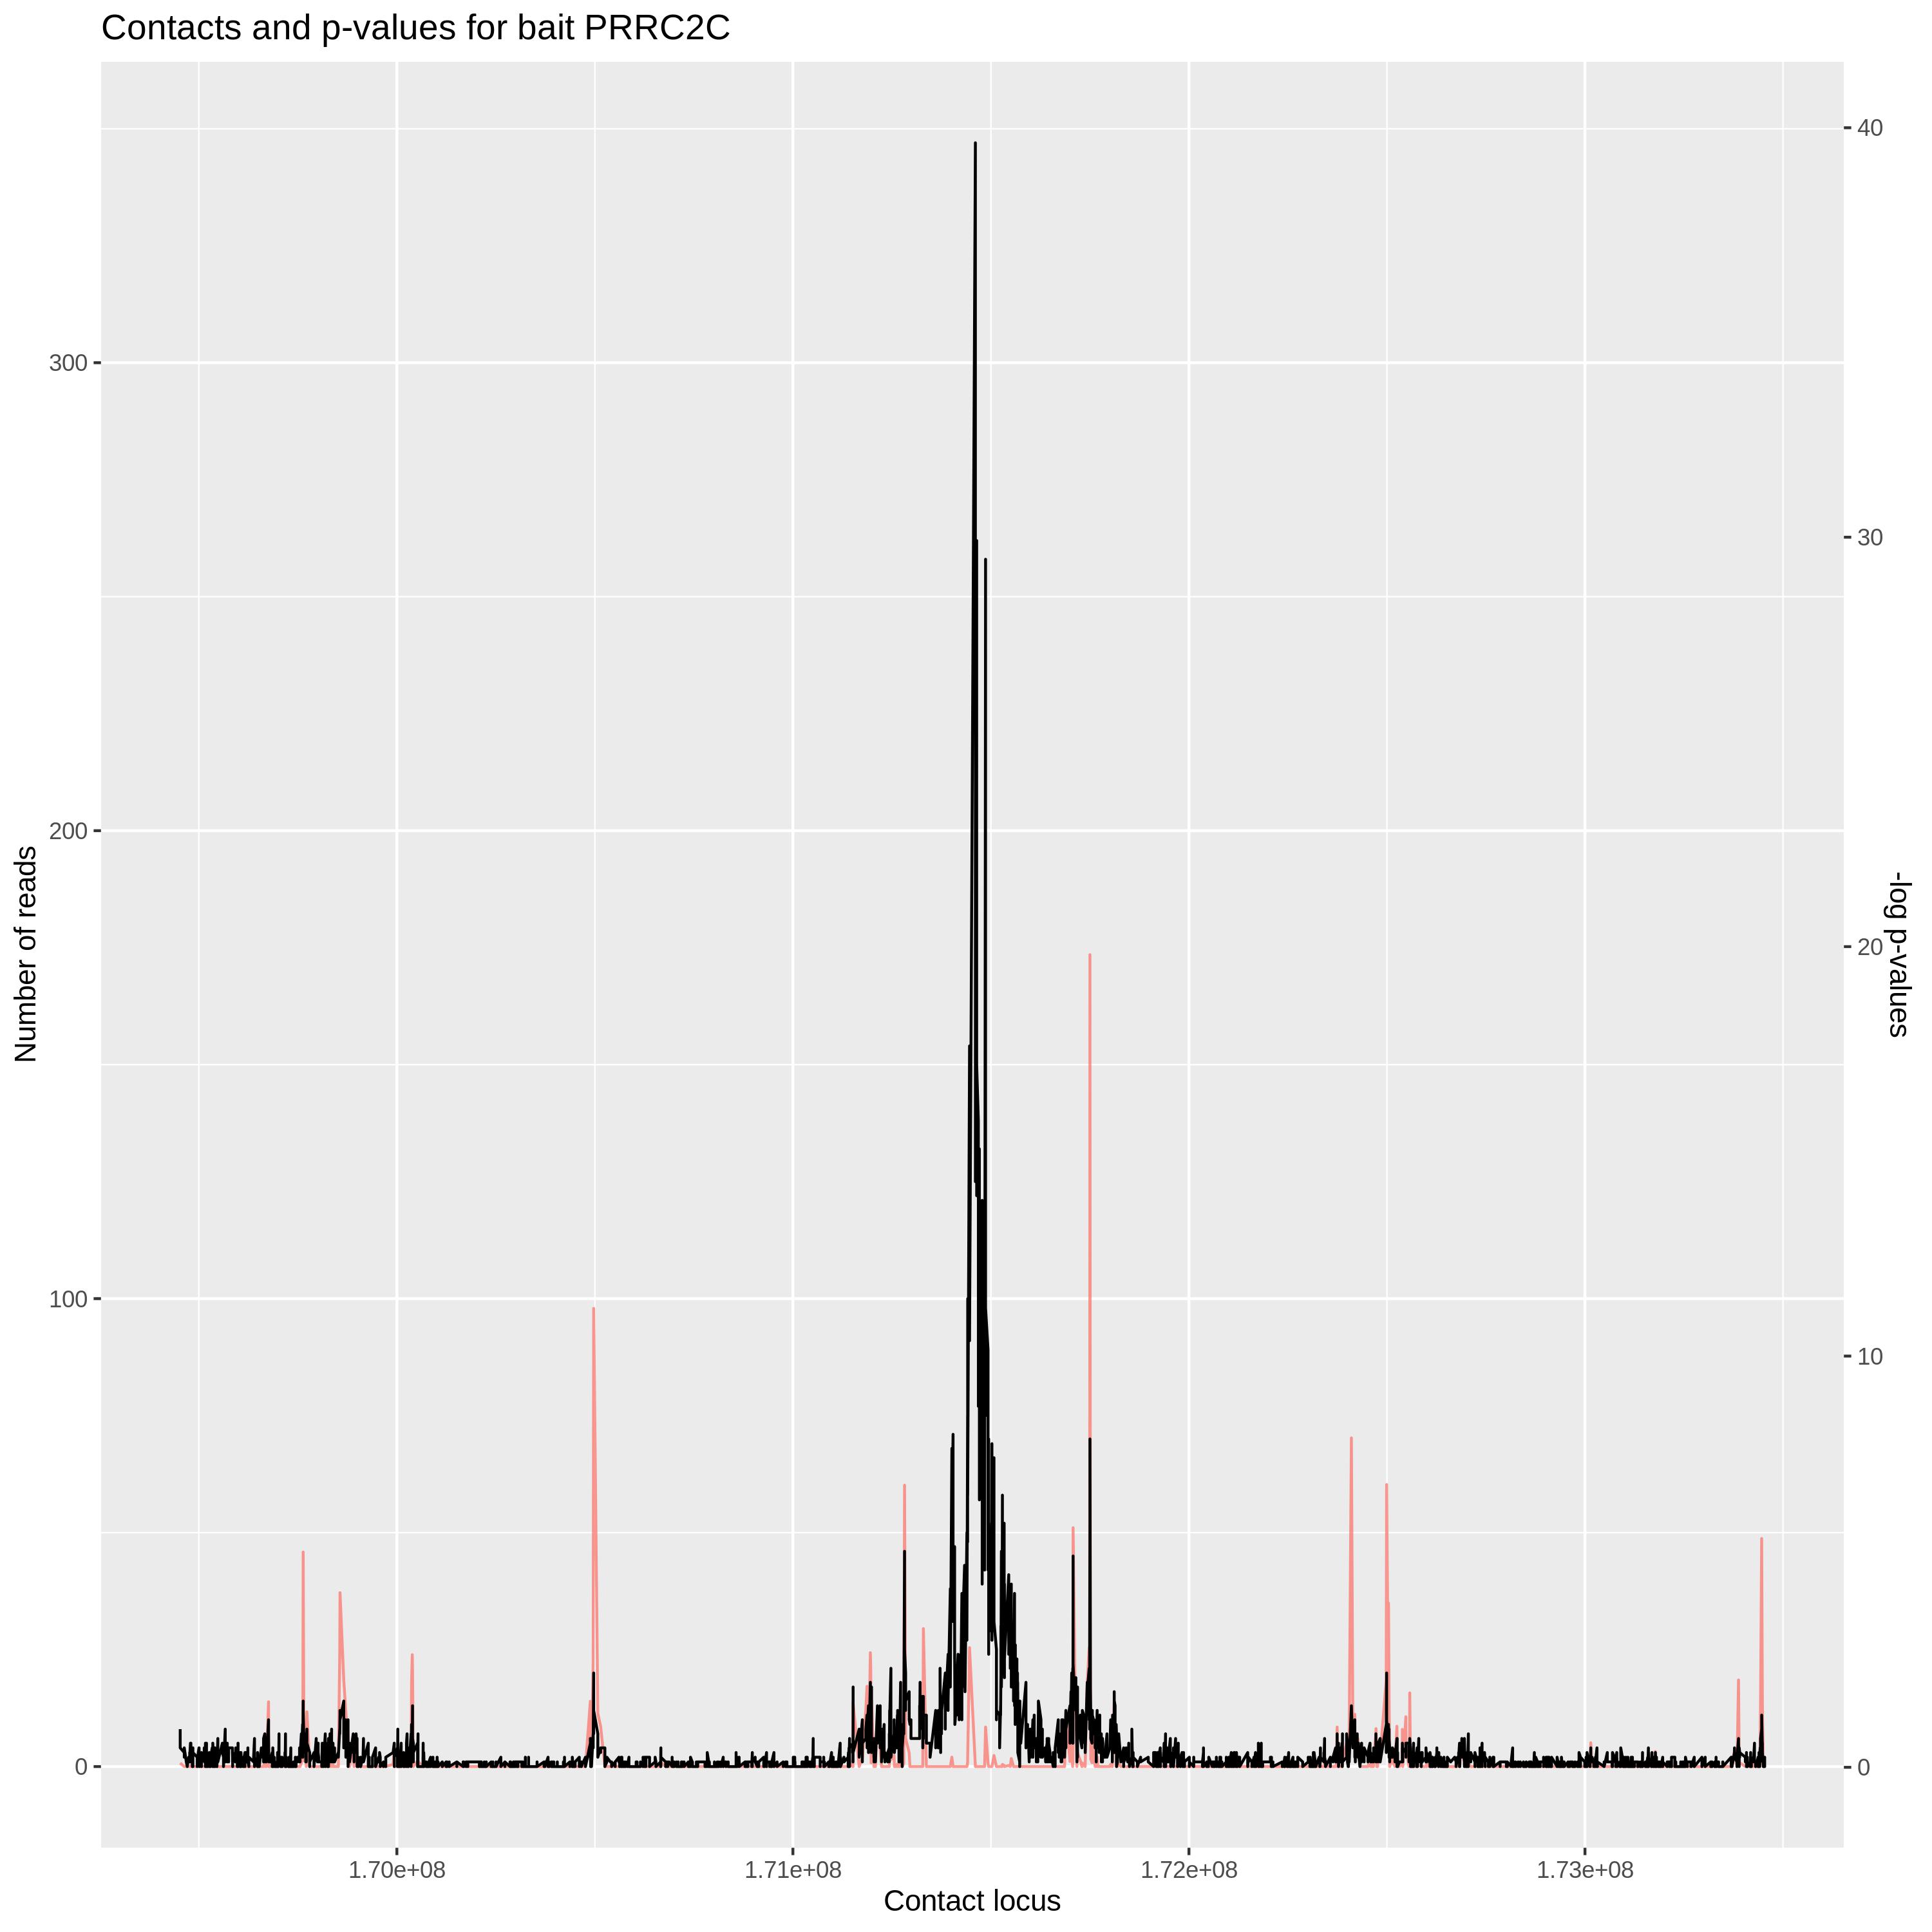 Contacts and p-values for bait PRRC2C
Number of reads
300
200
100
0
40
30
20
10
0
-log p-values
1.70e+08 1.71e+08 1.72e+08 1.73e+08
Contact locus